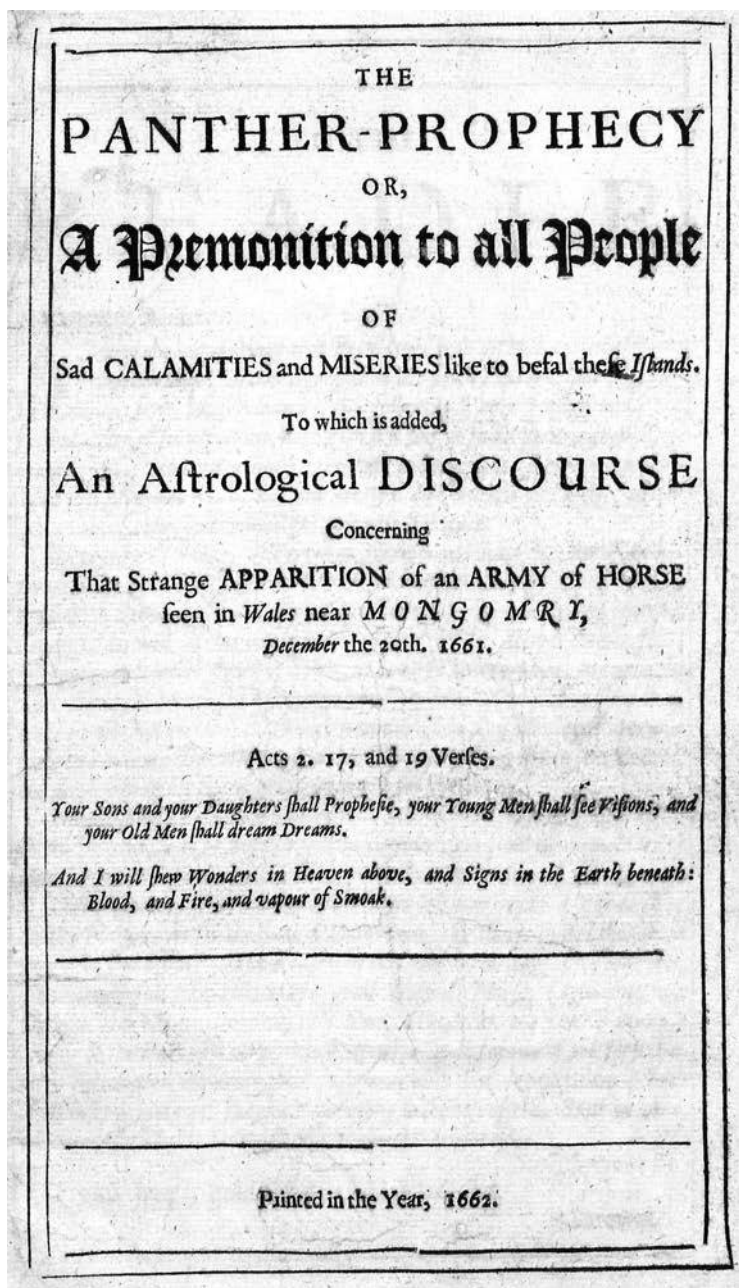 THE
PANTHER-PROPHECY
OR,
A Premonition to all People
OF
Sad CALAMITIES and MISERIES like to befal theſe Iſlands.
To which is added,
An Aſtrological DISCOURSE
Concerning
That Strange APPARITION of an ARMY of HORSE
ſeen in Wales near MONGOMRY,
December the 20th. 1661.
Acts 2. 17, and 19 Verſes.
Your Sons and your Daughters ſhall Propheſie, your Young Men ſhall ſee Viſions, and
your Old Men ſhall dream Dreams.
And I will ſhew Wonders in Heaven above, and Signs in the Earth beneath:
Blood, and Fire, and vapour of Smoak.
Printed in the Year, 1662.